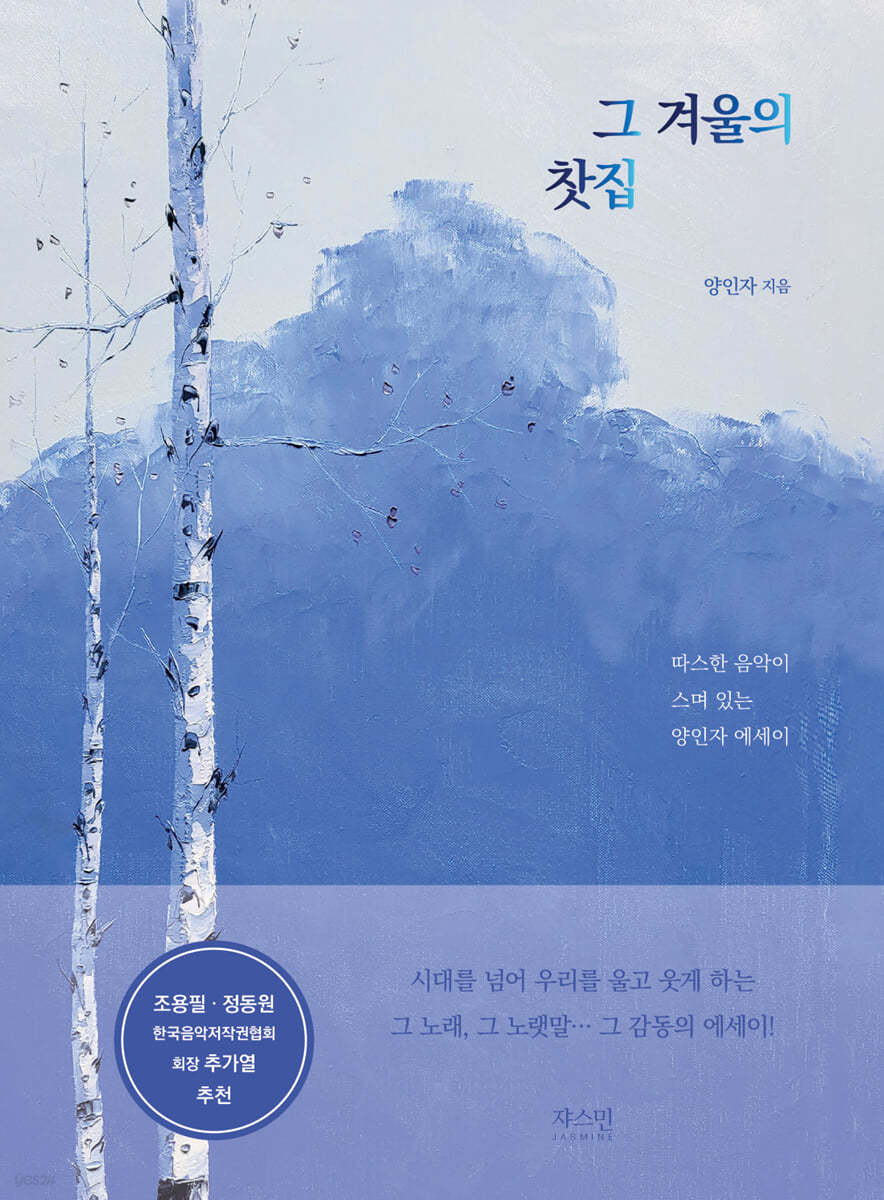 그 겨울의
찻집
양인자 지음
따스한 음악이
스며 있는
양인자 에세이
시대를 넘어 우리를 울고 웃게 하는
그 노래, 그 노랫말… 그 감동의 에세이!
조용필 · 정동원
한국음악저작권협회
회장 추가열
추천
쟈스민
JASMINE
yes24